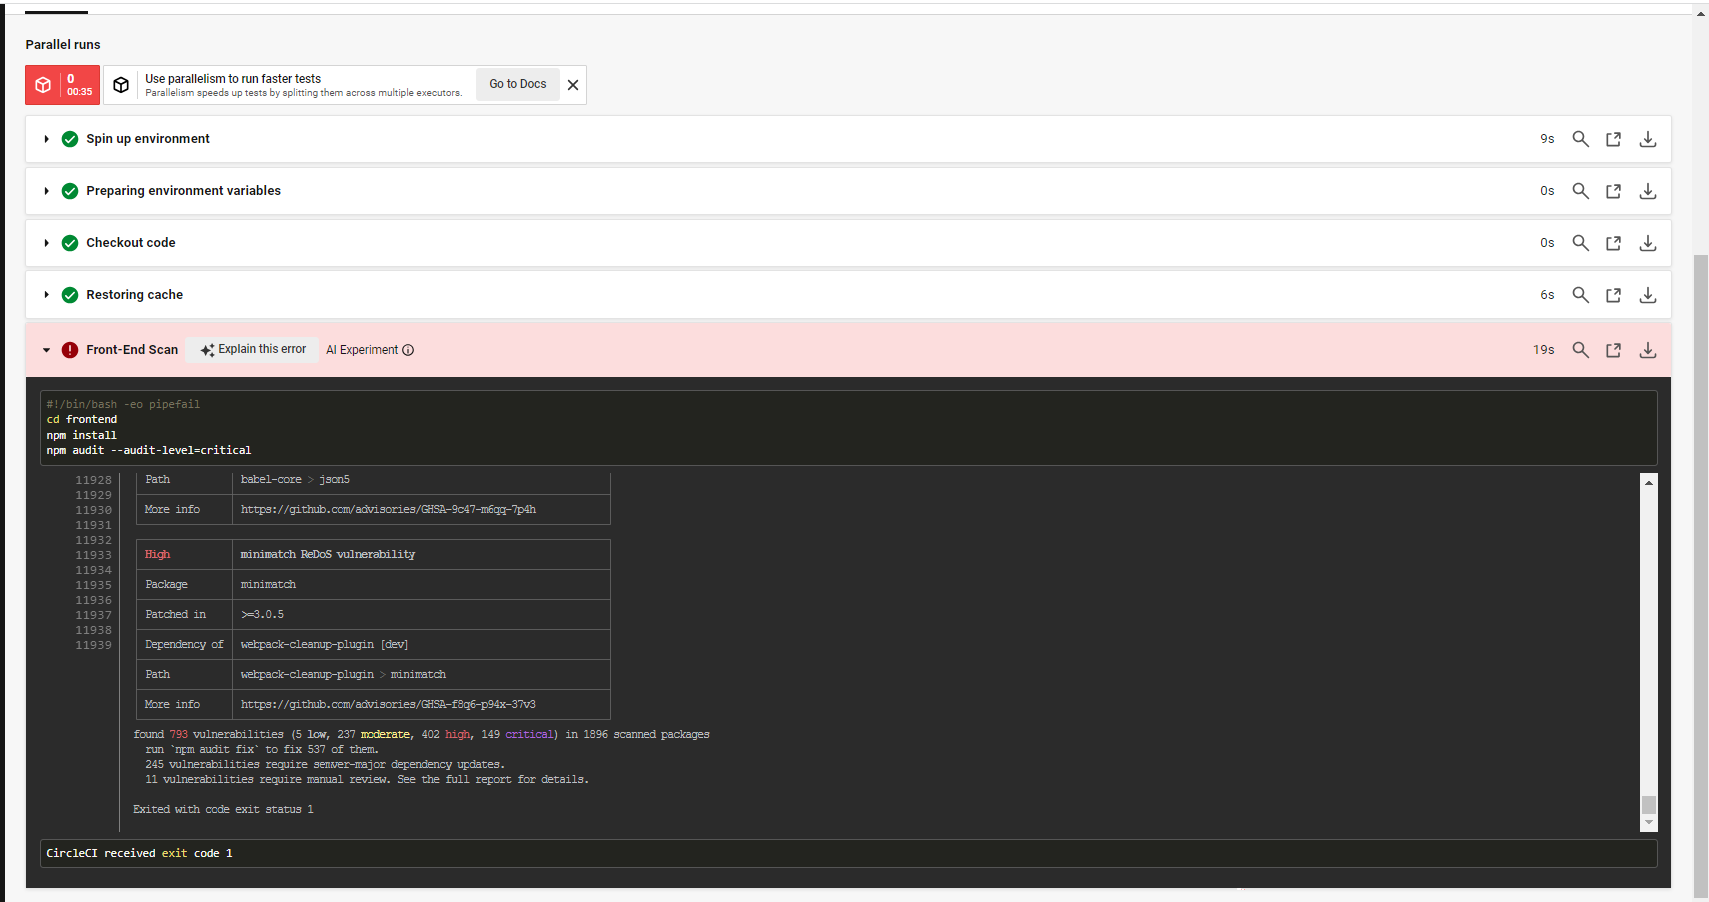 Parallel runs
0
00:35
Use parallelism to run faster tests
Parallelism speeds up tests by splitting them across multiple executors.
Go to Docs
Spin up environment 9s
Preparing environment variables 0s
Checkout code 0s
Restoring cache 6s
Front-End Scan Explain this error AI Experiment 19s
#!/bin/bash -eo pipefail
cd frontend
npm install
npm audit --audit-level=critical
11928 Path babel-core > json5
11929
11930 More info https://github.com/advisories/GHSA-9c47-m6qq-7p4h
11931
11932
11933 High minimatch ReDoS vulnerability
11934
11935 Package minimatch
11936
11937 Patched in >=3.0.5
11938
11939 Dependency of webpack-cleanup-plugin [dev]
Path webpack-cleanup-plugin > minimatch
More info https://github.com/advisories/GHSA-f8q6-p94x-37v3
found 793 vulnerabilities (5 low, 237 moderate, 402 high, 149 critical) in 1896 scanned packages
run `npm audit fix` to fix 537 of them.
245 vulnerabilities require semver-major dependency updates.
11 vulnerabilities require manual review. See the full report for details.
Exited with code exit status 1
CircleCI received exit code 1